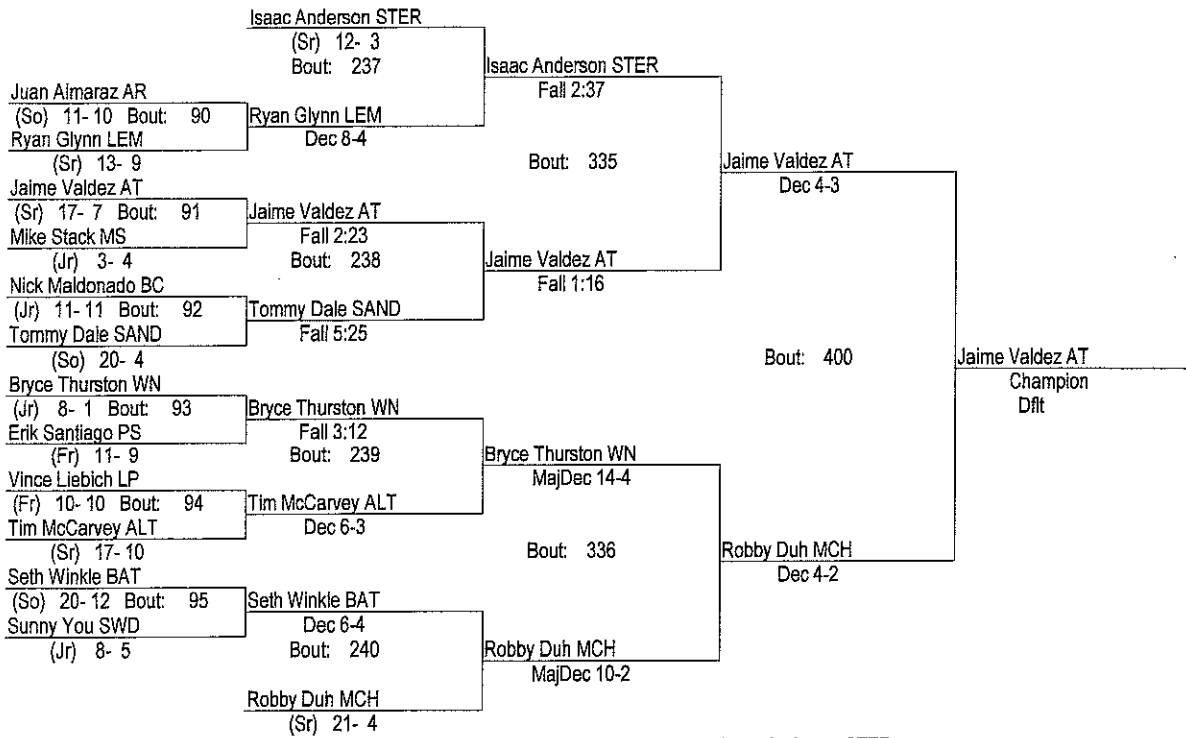 Isaac Anderson STER
(Sr) 12- 3
Bout: 237
Isaac Anderson STER
Fall 2:37
Juan Almaraz AR
(So) 11- 10 Bout: 90
Ryan Glynn LEM
(Sr) 13- 9
Ryan Glynn LEM
Dec 8-4
Bout: 335
Jaime Valdez AT
Dec 4-3
Jaime Valdez AT
(Sr) 17- 7 Bout: 91
Mike Stack MS
(Jr) 3- 4
Jaime Valdez AT
Fall 2:23
Bout: 238
Jaime Valdez AT
Fall 1:16
Nick Maldonado BC
(Jr) 11- 11 Bout: 92
Tommy Dale SAND
(So) 20- 4
Tommy Dale SAND
Fall 5:25
Bout: 400
Jaime Valdez AT
Champion
Dflt
Bryce Thurston WN
(Jr) 8- 1 Bout: 93
Erik Santiago PS
(Fr) 11- 9
Bryce Thurston WN
Fall 3:12
Bout: 239
Bryce Thurston WN
MajDec 14-4
Vince Liebich LP
(Fr) 10- 10 Bout: 94
Tim McCarvey ALT
(Sr) 17- 10
Tim McCarvey ALT
Dec 6-3
Bout: 336
Robby Duh MCH
Dec 4-2
Seth Winkle BAT
(So) 20- 12 Bout: 95
Sunny You SWD
(Jr) 8- 5
Seth Winkle BAT
Dec 6-4
Bout: 240
Robby Duh MCH
MajDec 10-2
Robby Duh MCH
(Sr) 21- 4